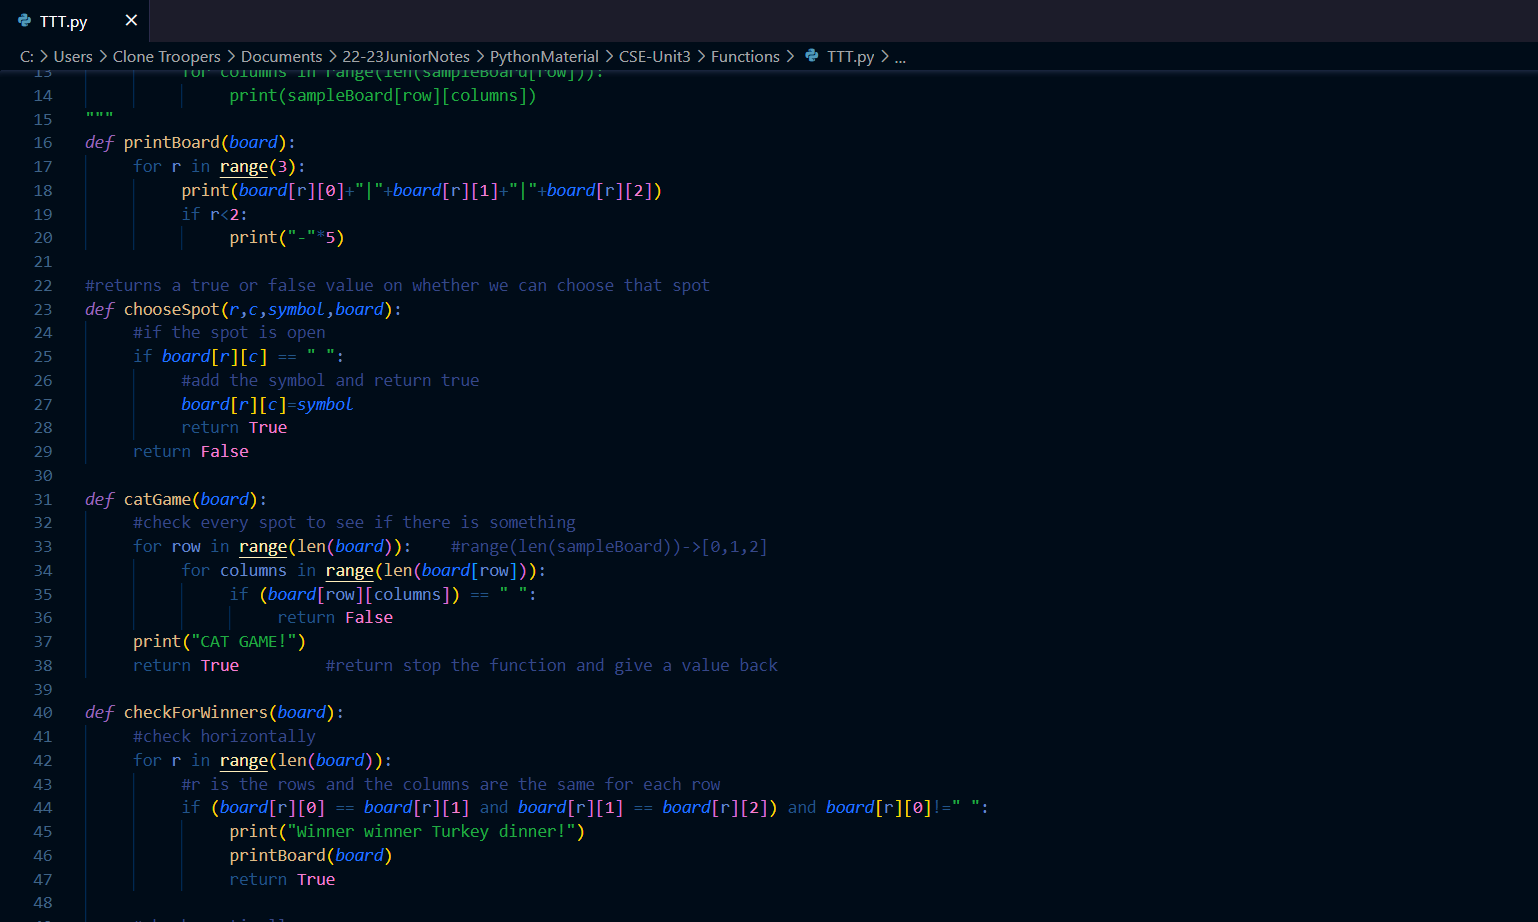 TTT.py
C: > Users > Clone Troopers > Documents > 22-23JuniorNotes > PythonMaterial > CSE-Unit3 > Functions > TTT.py > ...
13 for columns in range(len(sampleBoard[row])):
14 print(sampleBoard[row][columns])
15 """
16 def printBoard(board):
17 for r in range(3):
18 print(board[r][0]+"|"+board[r][1]+"|"+board[r][2])
19 if r<2:
20 print("-"*5)
21
22 #returns a true or false value on whether we can choose that spot
23 def chooseSpot(r,c,symbol,board):
24 #if the spot is open
25 if board[r][c] == " ":
26 #add the symbol and return true
27 board[r][c]=symbol
28 return True
29 return False
30
31 def catGame(board):
32 #check every spot to see if there is something
33 for row in range(len(board)): #range(len(sampleBoard))->[0,1,2]
34 for columns in range(len(board[row])):
35 if (board[row][columns]) == " ":
36 return False
37 print("CAT GAME!")
38 return True #return stop the function and give a value back
39
40 def checkForWinners(board):
41 #check horizontally
42 for r in range(len(board)):
43 #r is the rows and the columns are the same for each row
44 if (board[r][0] == board[r][1] and board[r][1] == board[r][2]) and board[r][0]!=" ":
45 print("Winner winner Turkey dinner!")
46 printBoard(board)
47 return True
48